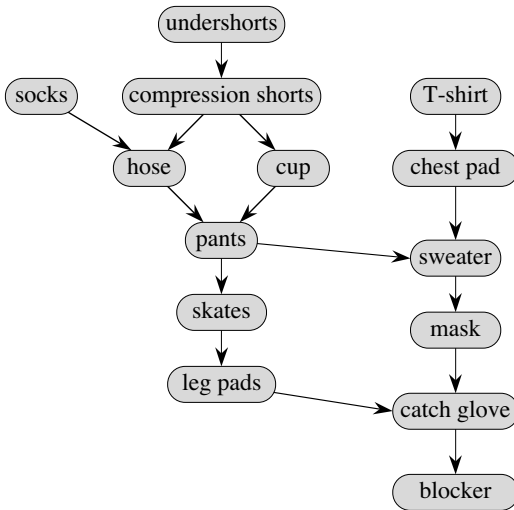 undershorts
socks
compression shorts
T-shirt
hose
cup
chest pad
pants
sweater
skates
mask
leg pads
catch glove
blocker